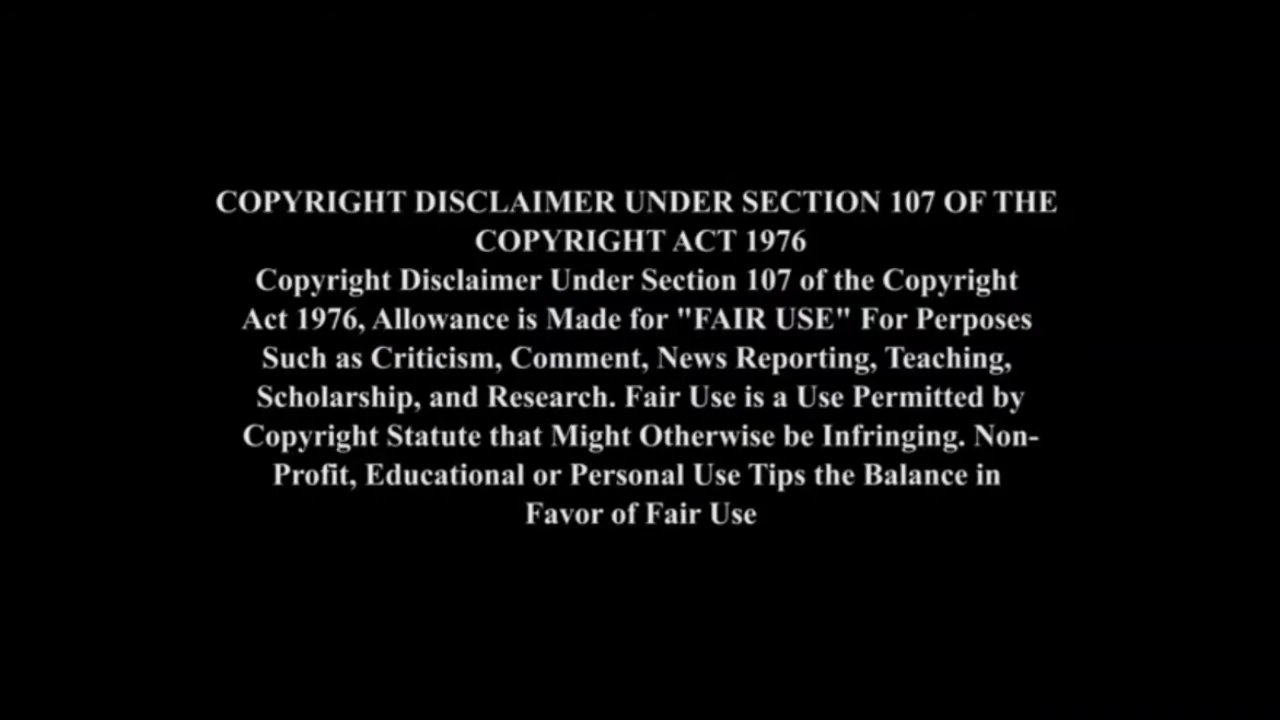 COPYRIGHT DISCLAIMER UNDER SECTION 107 OF THE
COPYRIGHT ACT 1976
Copyright Disclaimer Under Section 107 of the Copyright
Act 1976, Allowance is Made for "FAIR USE" For Perposes
Such as Criticism, Comment, News Reporting, Teaching,
Scholarship, and Research. Fair Use is a Use Permitted by
Copyright Statute that Might Otherwise be Infringing. Non-
Profit, Educational or Personal Use Tips the Balance in
Favor of Fair Use